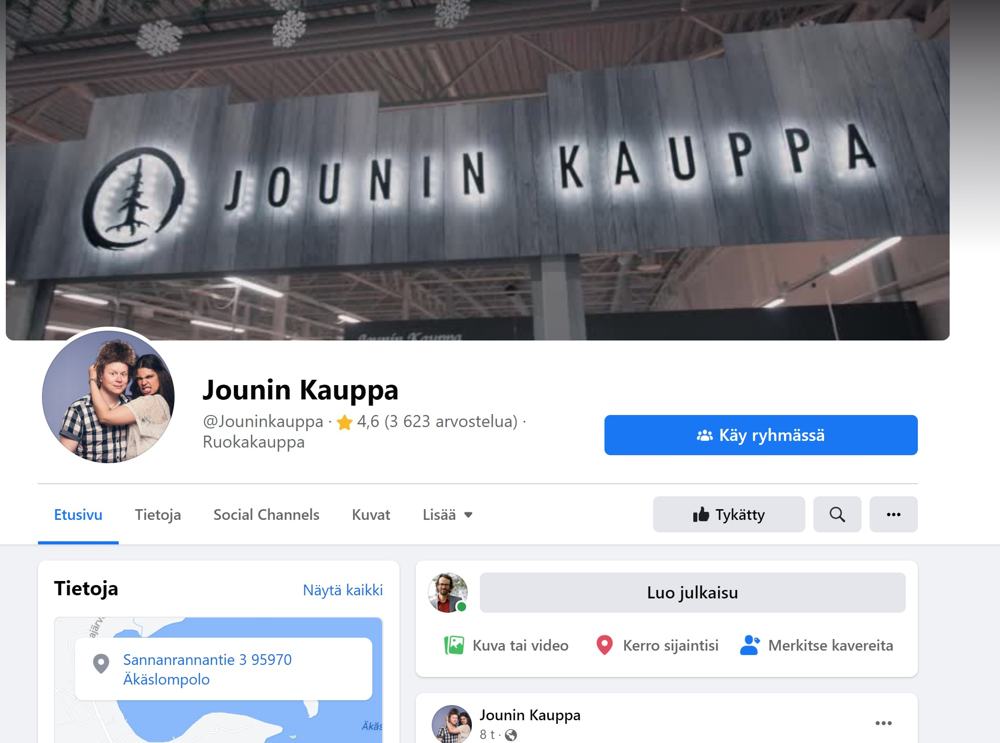 JOUNIN KAUPPA
Jounin Kauppa
Jounin Kauppa
@Jouninkauppa · 4,6 (3 623 arvostelua) ·
Ruokakauppa
Käy ryhmässä
Etusivu Tietoja Social Channels Kuvat Lisää
Tykätty
Tietoja
Näytä kaikki
Sannanrannantie 3 95970
Äkäslompolo
Luo julkaisu
Kuva tai video Kerro sijaintisi Merkitse kavereita
Jounin Kauppa
8 t ·